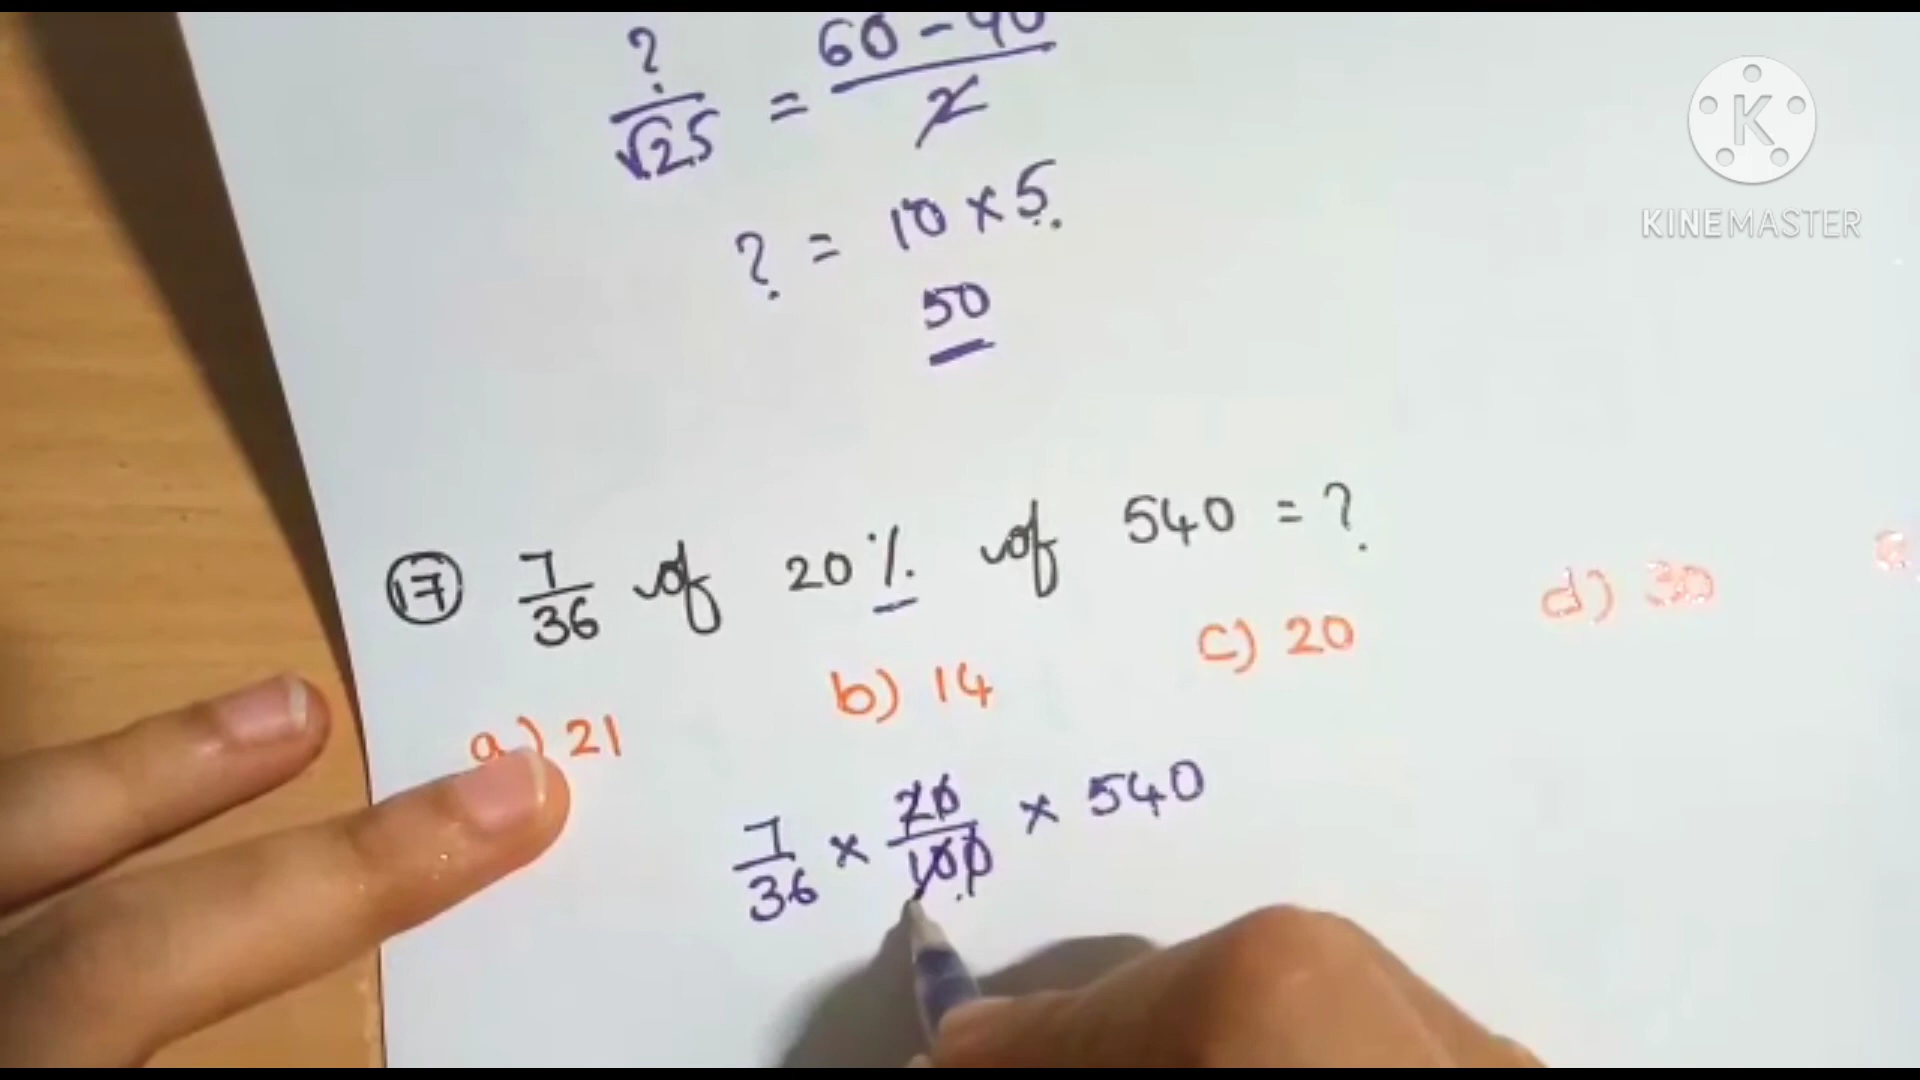 ? / √25 = 60 - 40 / 2
? = 10 × 5
50
K
KINEMASTER
17 7/36 of 20% of 540 = ?
a) 21 b) 14 c) 20 d) 30
7/36 × 20/100 × 540